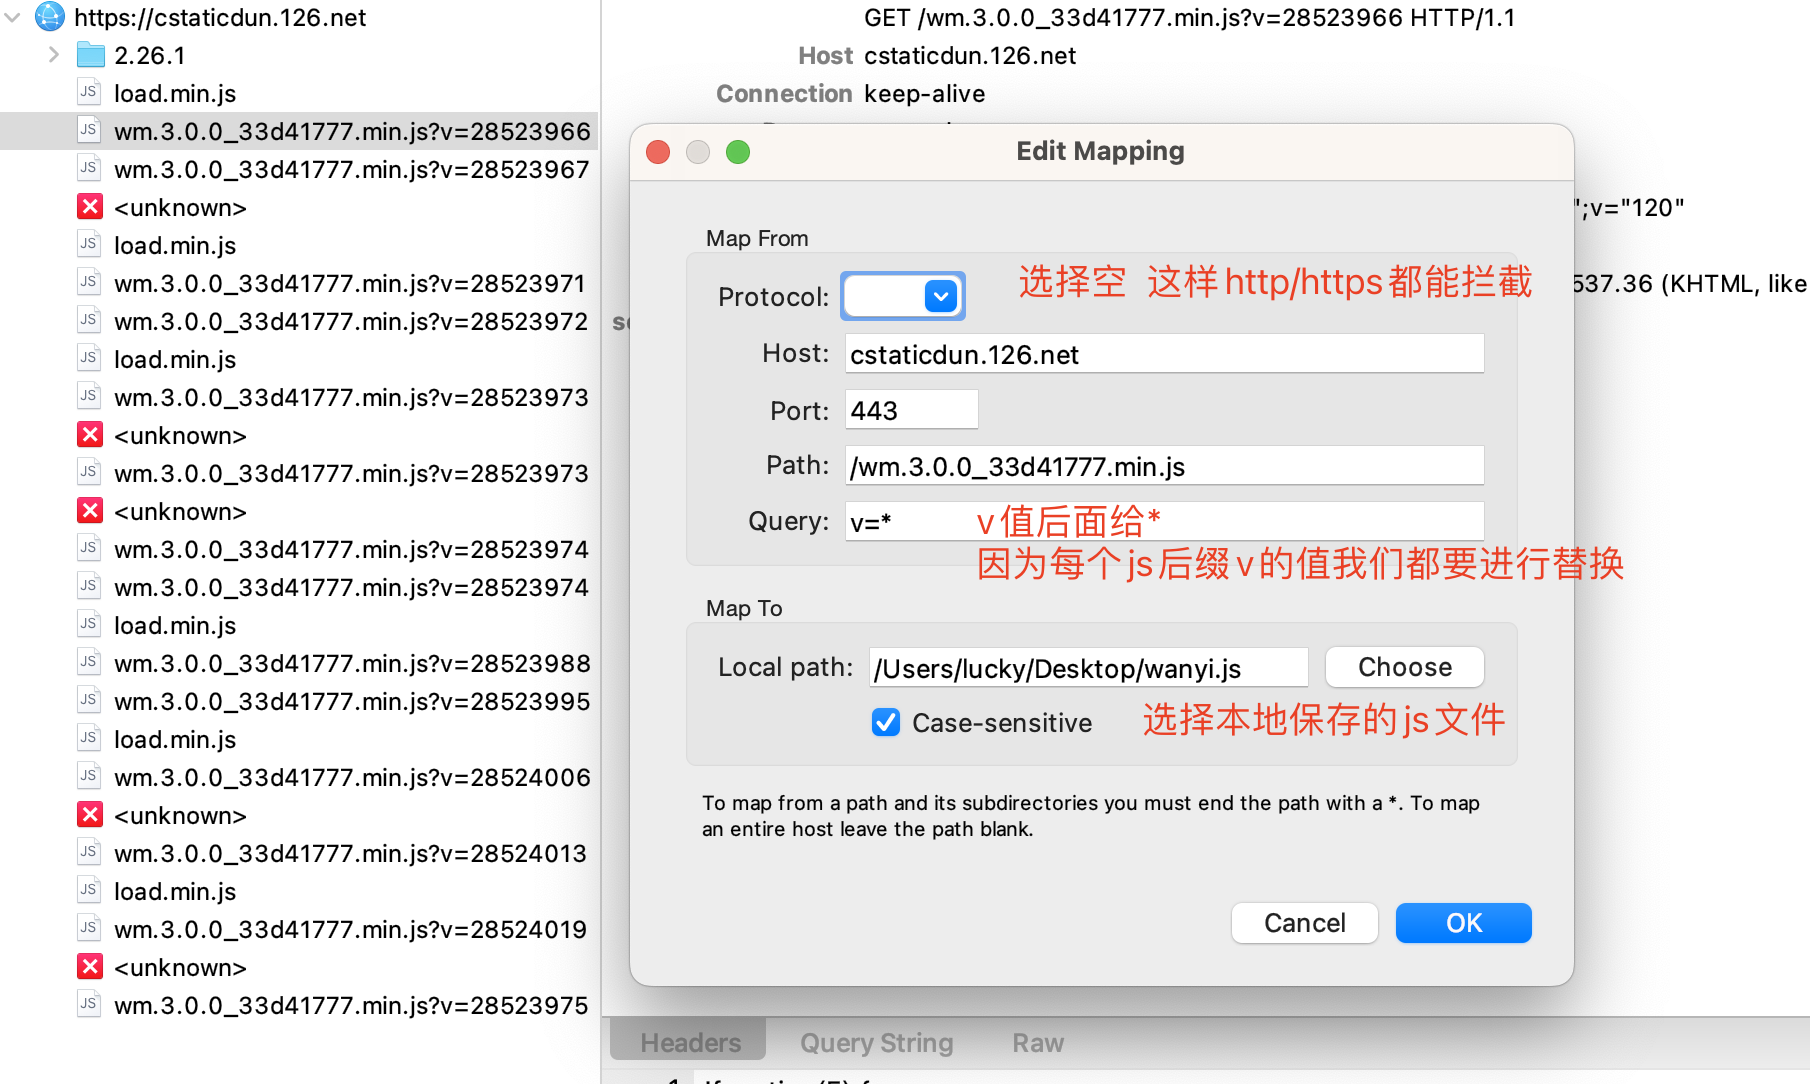 https://cstaticdun.126.net
2.26.1
load.min.js
wm.3.0.0_33d41777.min.js?v=28523966
wm.3.0.0_33d41777.min.js?v=28523967
<unknown>
load.min.js
wm.3.0.0_33d41777.min.js?v=28523971
wm.3.0.0_33d41777.min.js?v=28523972
load.min.js
wm.3.0.0_33d41777.min.js?v=28523973
<unknown>
wm.3.0.0_33d41777.min.js?v=28523973
<unknown>
wm.3.0.0_33d41777.min.js?v=28523974
wm.3.0.0_33d41777.min.js?v=28523974
load.min.js
wm.3.0.0_33d41777.min.js?v=28523988
wm.3.0.0_33d41777.min.js?v=28523995
load.min.js
wm.3.0.0_33d41777.min.js?v=28524006
<unknown>
wm.3.0.0_33d41777.min.js?v=28524013
load.min.js
wm.3.0.0_33d41777.min.js?v=28524019
<unknown>
wm.3.0.0_33d41777.min.js?v=28523975
GET /wm.3.0.0_33d41777.min.js?v=28523966 HTTP/1.1
Host cstaticdun.126.net
Connection keep-alive
";v="120"
537.36 (KHTML, like
Edit Mapping
Map From
Protocol: 选择空 这样http/https都能拦截
Host: cstaticdun.126.net
Port: 443
Path: /wm.3.0.0_33d41777.min.js
Query: v=* v值后面给*
因为每个js后缀v的值我们都要进行替换
Map To
Local path: /Users/lucky/Desktop/wanyi.js Choose
Case-sensitive 选择本地保存的js文件
To map from a path and its subdirectories you must end the path with a *. To map
an entire host leave the path blank.
Cancel OK
Headers Query String Raw